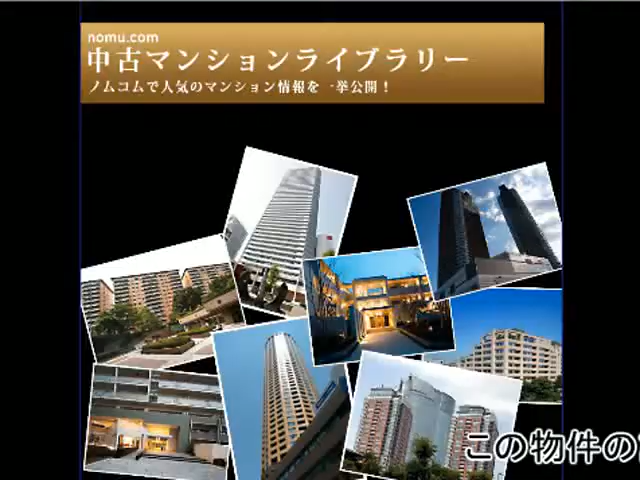 nomu.com
中古マンションライブラリー
ノムコムで人気のマンション情報を一挙公開！
この物件の